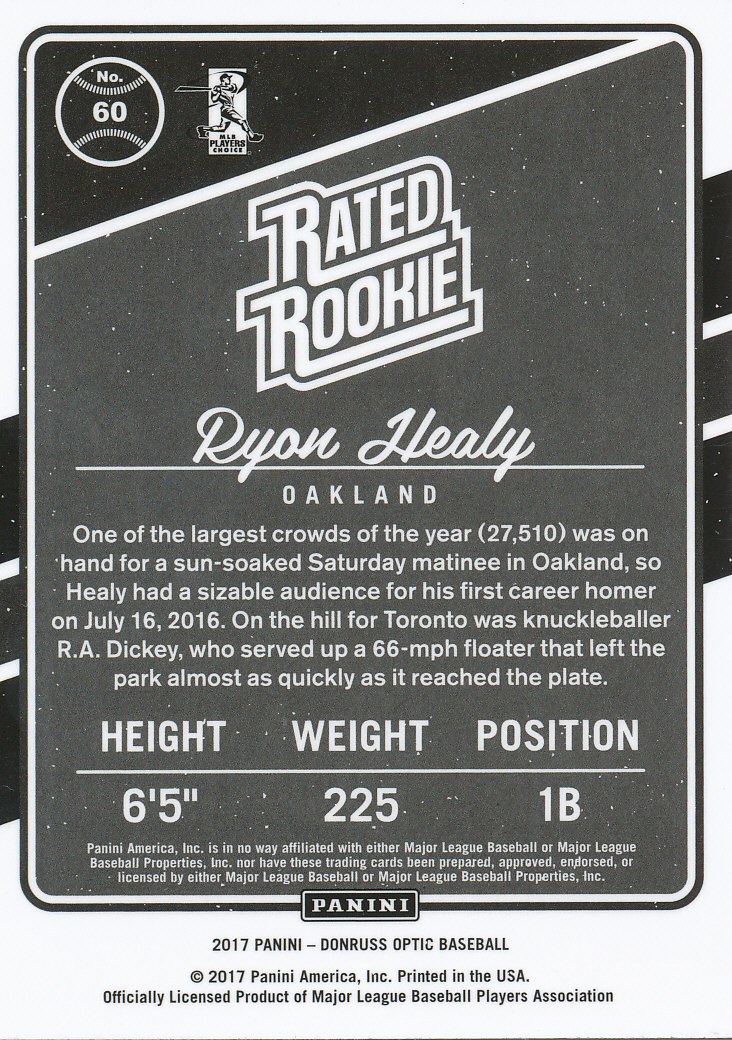 No.
60
MLB
PLAYERS
CHOICE
RATED
ROOKIE
Ryon Healy
OAKLAND
One of the largest crowds of the year (27,510) was on
hand for a sun-soaked Saturday matinee in Oakland, so
Healy had a sizable audience for his first career homer
on July 16, 2016. On the hill for Toronto was knuckleballer
R.A. Dickey, who served up a 66-mph floater that left the
park almost as quickly as it reached the plate.
HEIGHT WEIGHT POSITION
6'5" 225 1B
Panini America, Inc. is in no way affiliated with either Major League Baseball or Major League
Baseball Properties, Inc. nor have these trading cards been prepared, approved, endorsed, or
licensed by either Major League Baseball or Major League Baseball Properties, Inc.
PANINI
2017 PANINI – DONRUSS OPTIC BASEBALL
© 2017 Panini America, Inc. Printed in the USA.
Officially Licensed Product of Major League Baseball Players Association